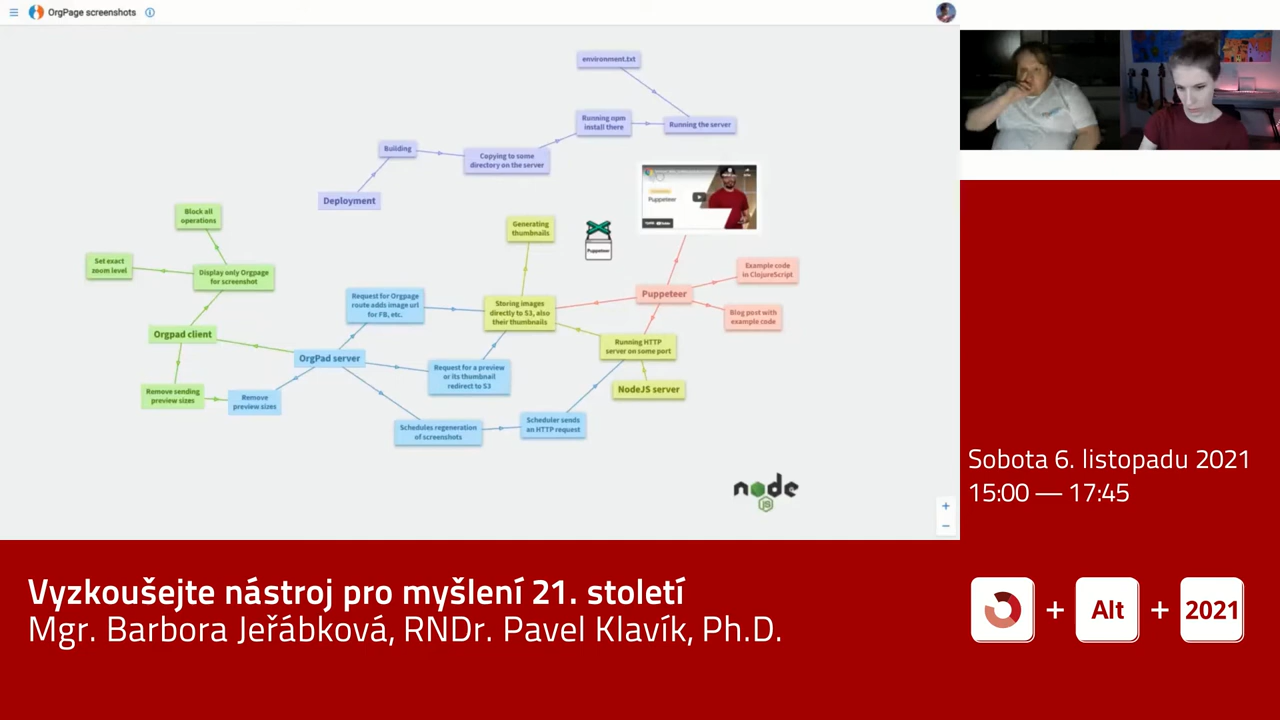 OrgPage screenshots
environment.txt
Running npm
install there
Running the server
Building
Copying to some
directory on the server
Deployment
Puppeteer
Block all
operations
Generating
thumbnails
Puppeteer
Set exact
zoom level
Display only Orgpage
for screenshot
Example code
in ClojureScript
Request for Orgpage
route adds image url
for FB, etc.
Storing images
directly to S3, also
their thumbnails
Puppeteer
Blog post with
example code
Orgpad client
Running HTTP
server on some port
OrgPad server
Request for a preview
or its thumbnail
redirect to S3
NodeJS server
Remove sending
preview sizes
Remove
preview sizes
Schedules regeneration
of screenshots
Scheduler sends
an HTTP request
node
JS
+
−
Sobota 6. listopadu 2021
15:00 — 17:45
Vyzkoušejte nástroj pro myšlení 21. století
Mgr. Barbora Jeřábková, RNDr. Pavel Klavík, Ph.D.
+ Alt + 2021